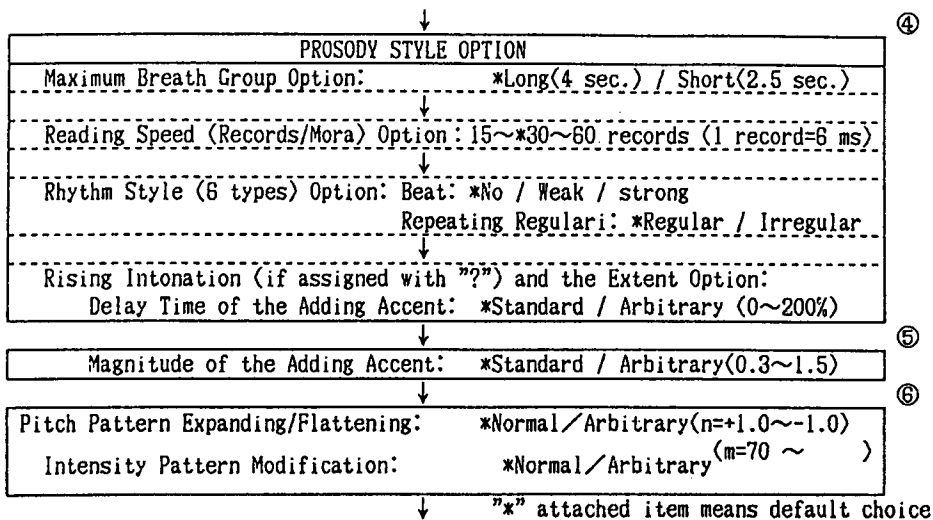 ④
PROSODY STYLE OPTION
Maximum Breath Group Option: *Long(4 sec.) / Short(2.5 sec.)
Reading Speed (Records/Mora) Option : 15～*30～60 records (1 record=6 ms)
Rhythm Style (6 types) Option: Beat: *No / Weak / strong
Repeating Regulari: *Regular / Irregular
Rising Intonation (if assigned with ”?”) and the Extent Option:
Delay Time of the Adding Accent: *Standard / Arbitrary (0～200%)
⑤
Magnitude of the Adding Accent: *Standard / Arbitrary(0.3～1.5)
⑥
Pitch Pattern Expanding/Flattening: *Normal／Arbitrary(n=+1.0～-1.0)
Intensity Pattern Modification: *Normal／Arbitrary(m=70 ～ )
”*” attached item means default choice